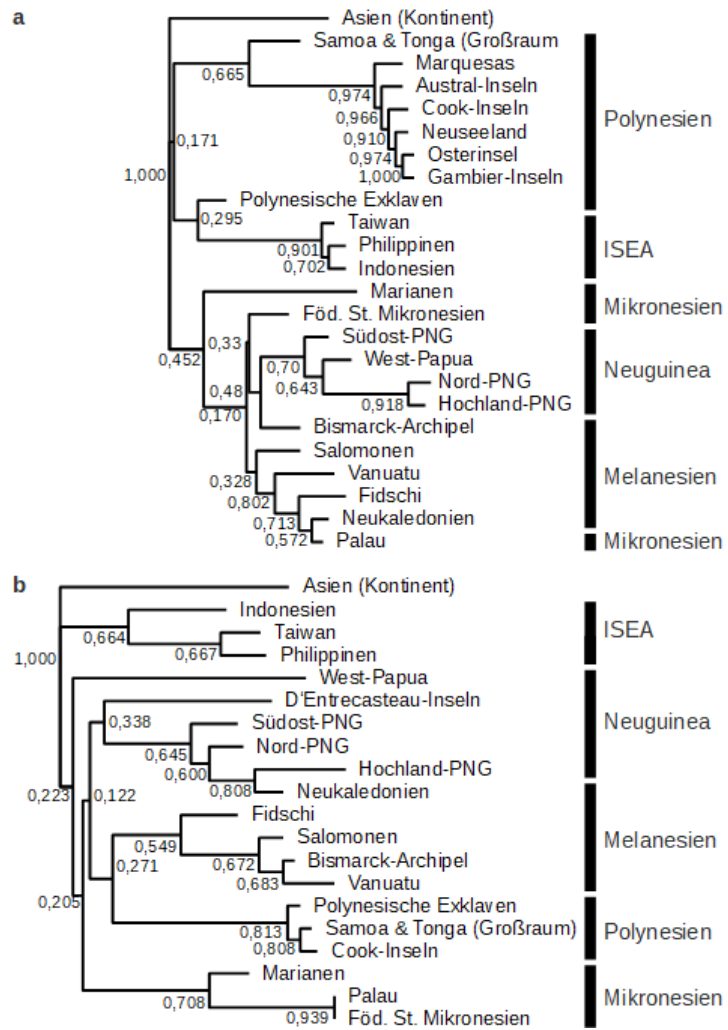 a
Asien (Kontinent)
Samoa & Tonga (Großraum
Marquesas
0,665
0,974
Austral-Inseln
Cook-Inseln
0,966
Polynesien
0,171
0,910
Neuseeland
0,974
Osterinsel
1,000
1,000
Gambier-Inseln
Polynesische Exklaven
0,295
Taiwan
0,901
Philippinen
ISEA
0,702
Indonesien
Marianen
Mikronesien
Föd. St. Mikronesien
0,33
Südost-PNG
0,452
0,70
West-Papua
Neuguinea
0,643
Nord-PNG
0,48
0,918
Hochland-PNG
0,170
Bismarck-Archipel
Salomonen
0,328
Vanuatu
Melanesien
0,802
Fidschi
0,713
Neukaledonien
0,572
Palau
Mikronesien
b
Asien (Kontinent)
Indonesien
0,664
Taiwan
ISEA
1,000
0,667
Philippinen
West-Papua
D'Entrecasteau-Inseln
0,338
Südost-PNG
Neuguinea
0,645
Nord-PNG
0,600
Hochland-PNG
0,808
Neukaledonien
0,223
0,122
Fidschi
0,549
Salomonen
Melanesien
0,271
0,672
Bismarck-Archipel
0,683
Vanuatu
0,205
Polynesische Exklaven
0,813
Samoa & Tonga (Großraum)
Polynesien
0,808
Cook-Inseln
Marianen
0,708
Palau
Mikronesien
0,939
Föd. St. Mikronesien